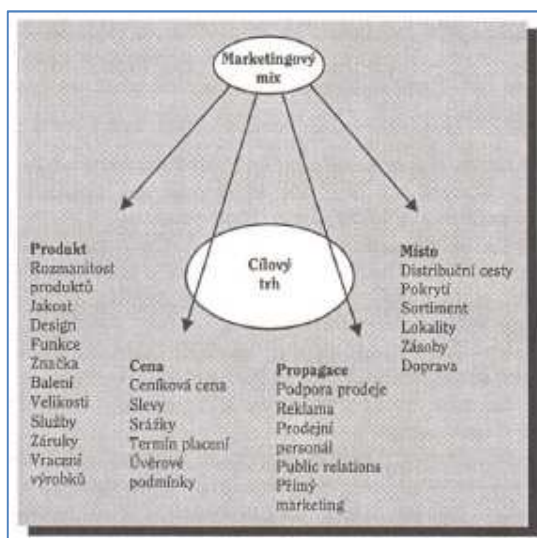 Marketingový
mix
Cílový
trh
Produkt
Rozmanitost
produktů
Jakost
Design
Funkce
Značka
Balení
Velikosti
Služby
Záruky
Vracení
výrobků
Cena
Ceníková cena
Slevy
Srážky
Termín placení
Úvěrové
podmínky
Propagace
Podpora prodeje
Reklama
Prodejní
personál
Public relations
Přímý
marketing
Místo
Distribuční cesty
Pokrytí
Sortiment
Lokality
Zásoby
Doprava